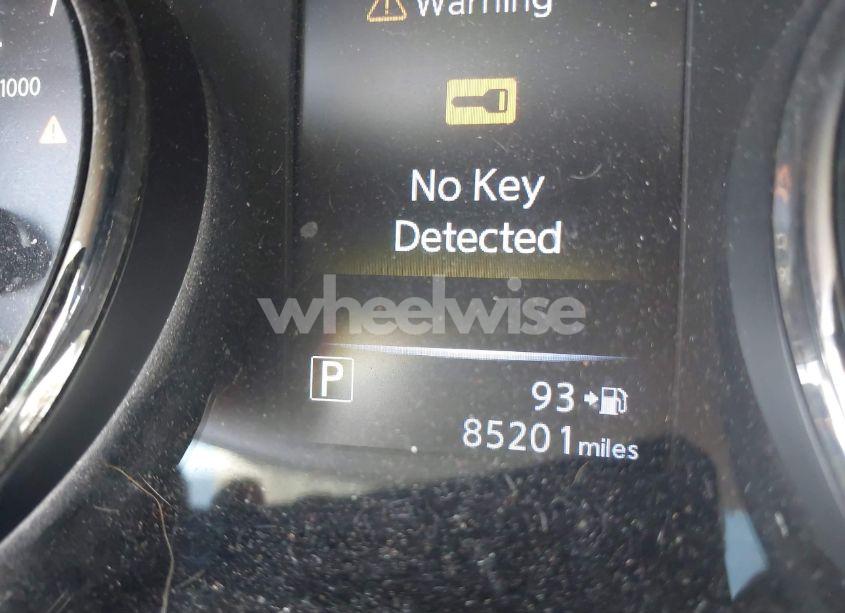 Warning
1000
No Key
Detected
wheelwise
P
93
85201 miles